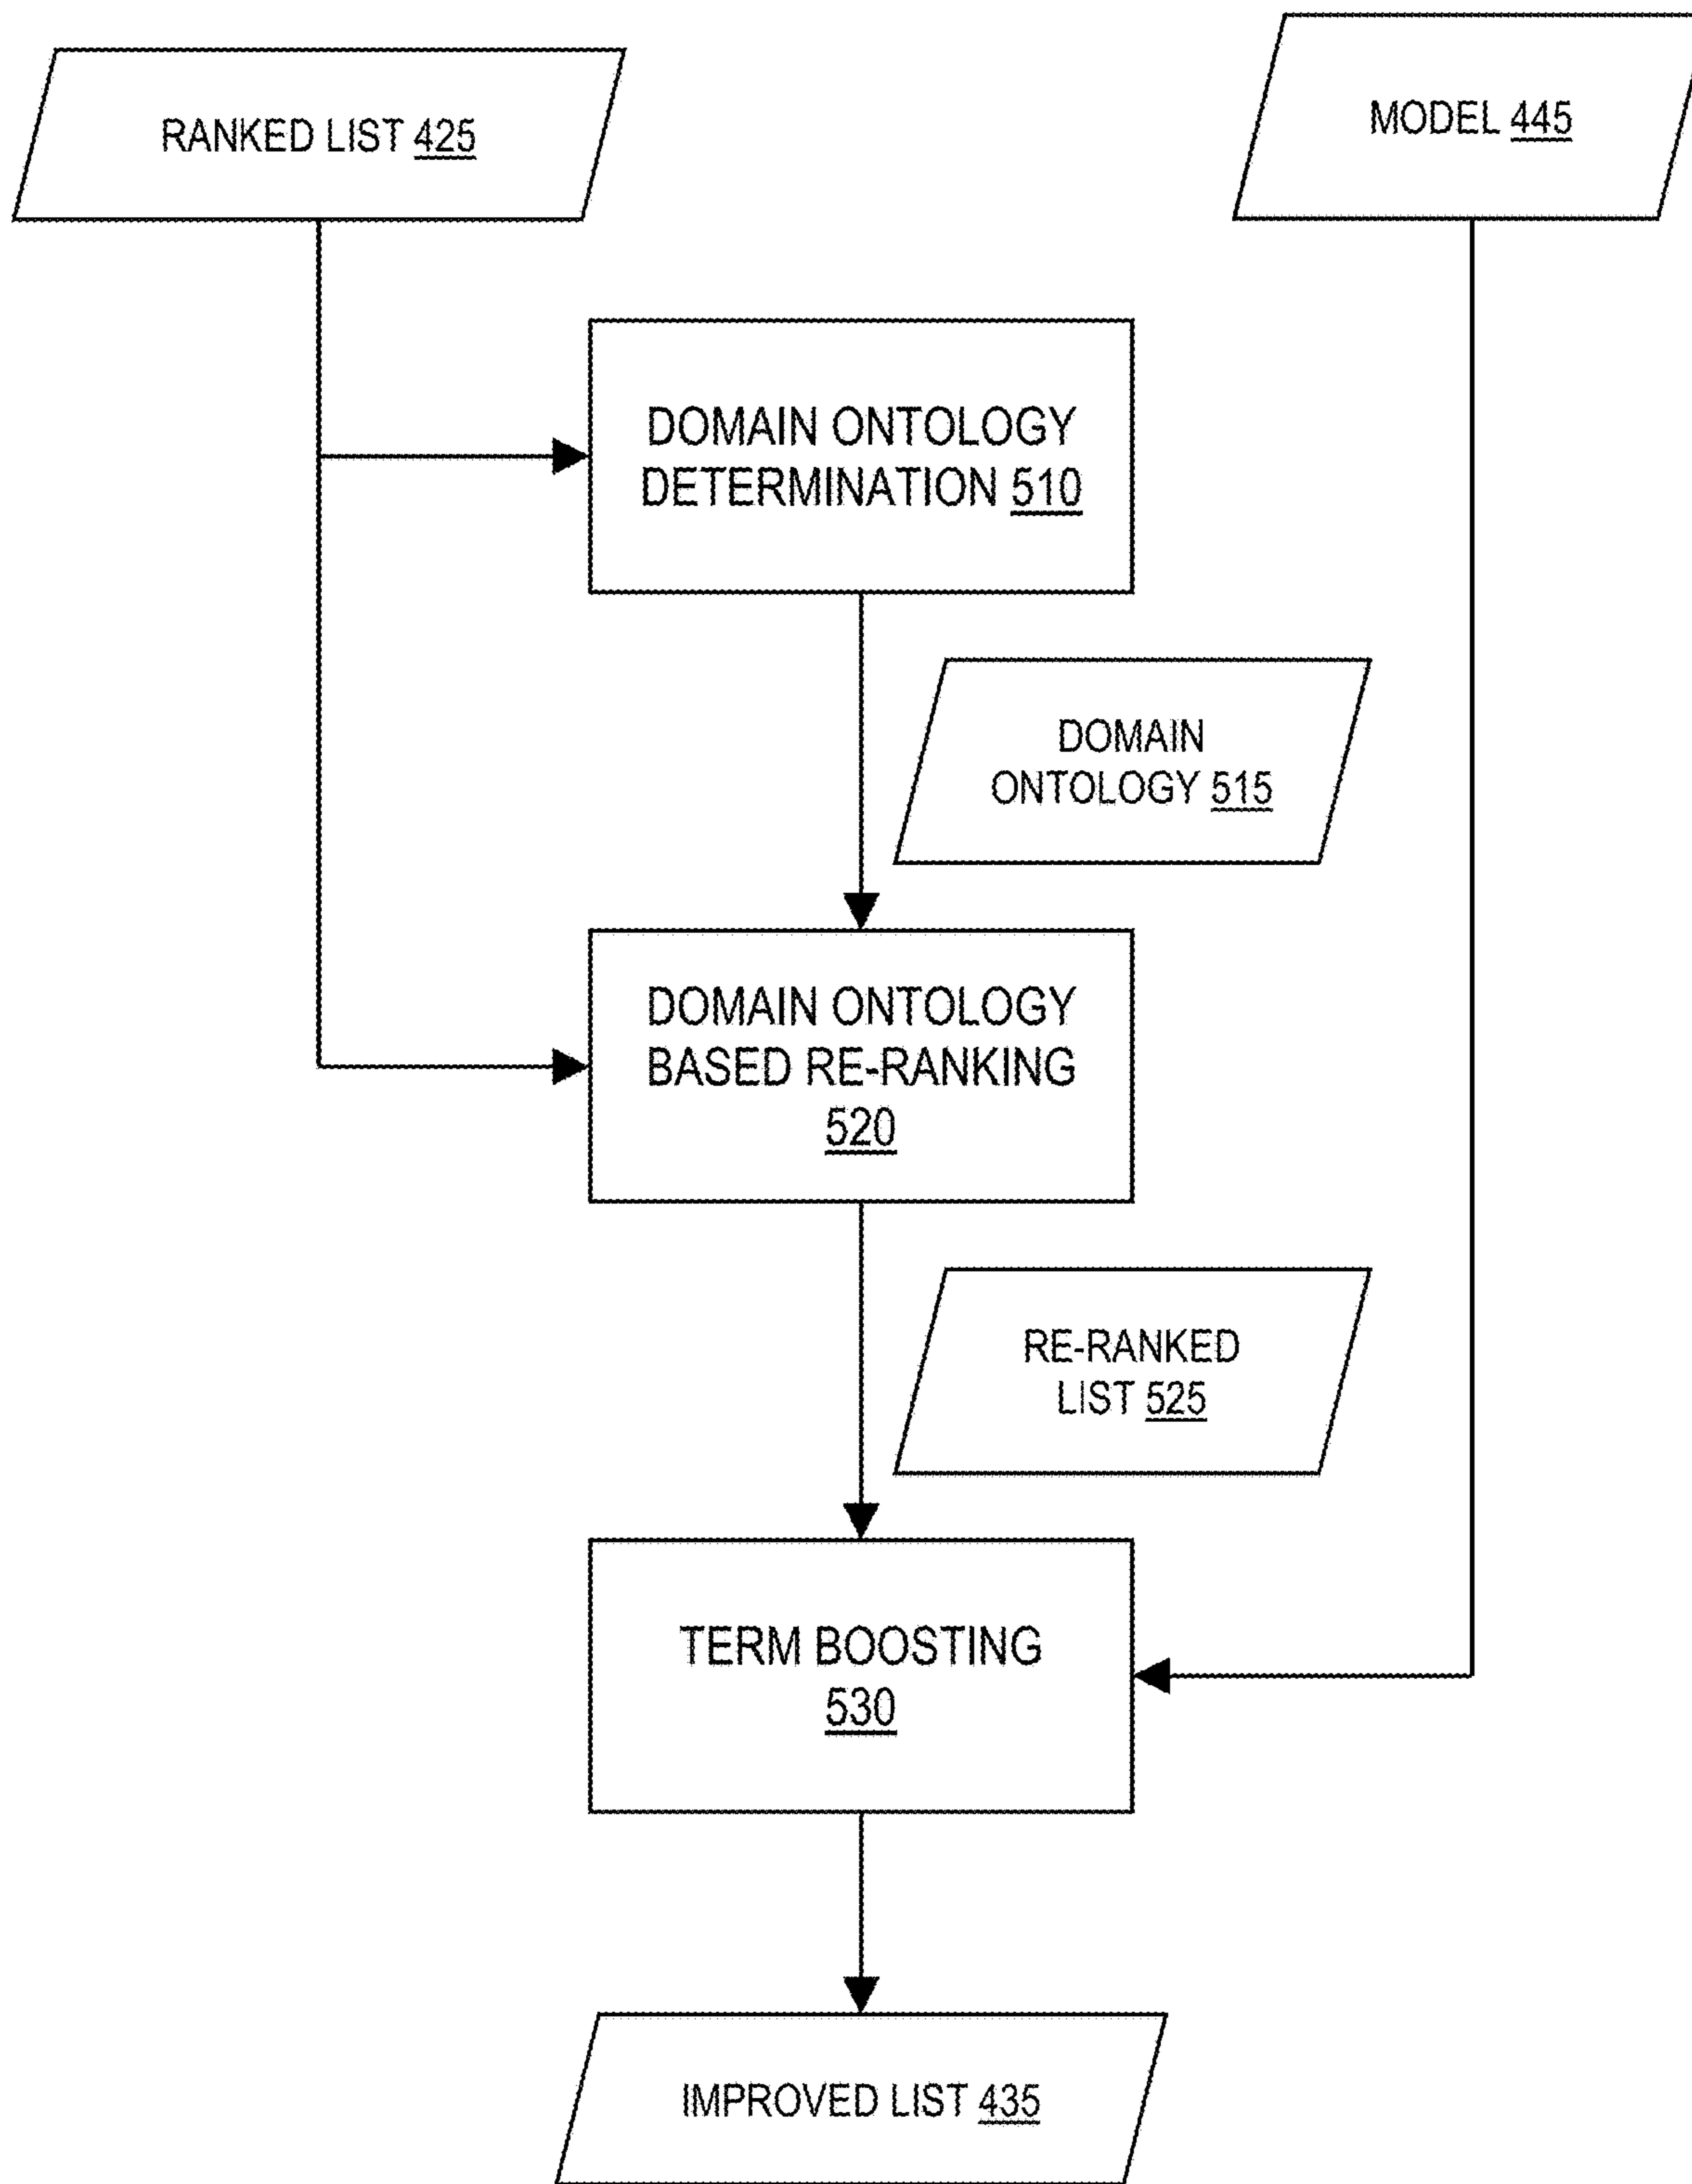 RANKED LIST 425
MODEL 445
DOMAIN ONTOLOGY
DETERMINATION 510
DOMAIN
ONTOLOGY 515
DOMAIN ONTOLOGY
BASED RE-RANKING
520
RE-RANKED
LIST 525
TERM BOOSTING
530
IMPROVED LIST 435